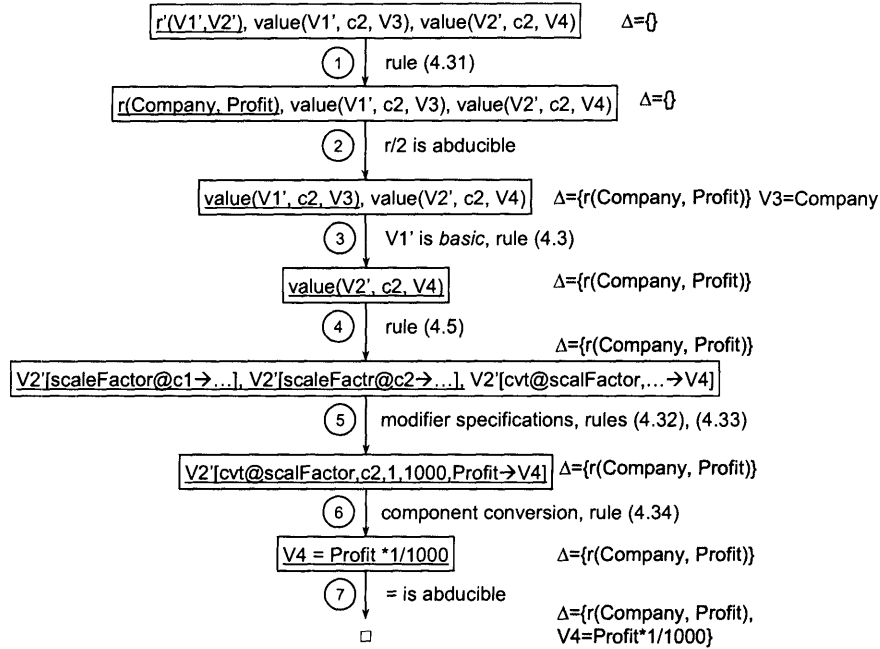 r'(V1',V2'), value(V1', c2, V3), value(V2', c2, V4) Δ={}
1 rule (4.31)
r(Company, Profit), value(V1', c2, V3), value(V2', c2, V4) Δ={}
2 r/2 is abducible
value(V1', c2, V3), value(V2', c2, V4) Δ={r(Company, Profit)} V3=Company
3 V1' is basic, rule (4.3)
value(V2', c2, V4) Δ={r(Company, Profit)}
4 rule (4.5)
Δ={r(Company, Profit)}
V2'[scaleFactor@c1→...], V2'[scaleFactr@c2→...], V2'[cvt@scalFactor,...→V4]
5 modifier specifications, rules (4.32), (4.33)
V2'[cvt@scalFactor,c2,1,1000,Profit→V4] Δ={r(Company, Profit)}
6 component conversion, rule (4.34)
V4 = Profit *1/1000 Δ={r(Company, Profit)}
7 = is abducible
Δ={r(Company, Profit),
□ V4=Profit*1/1000}